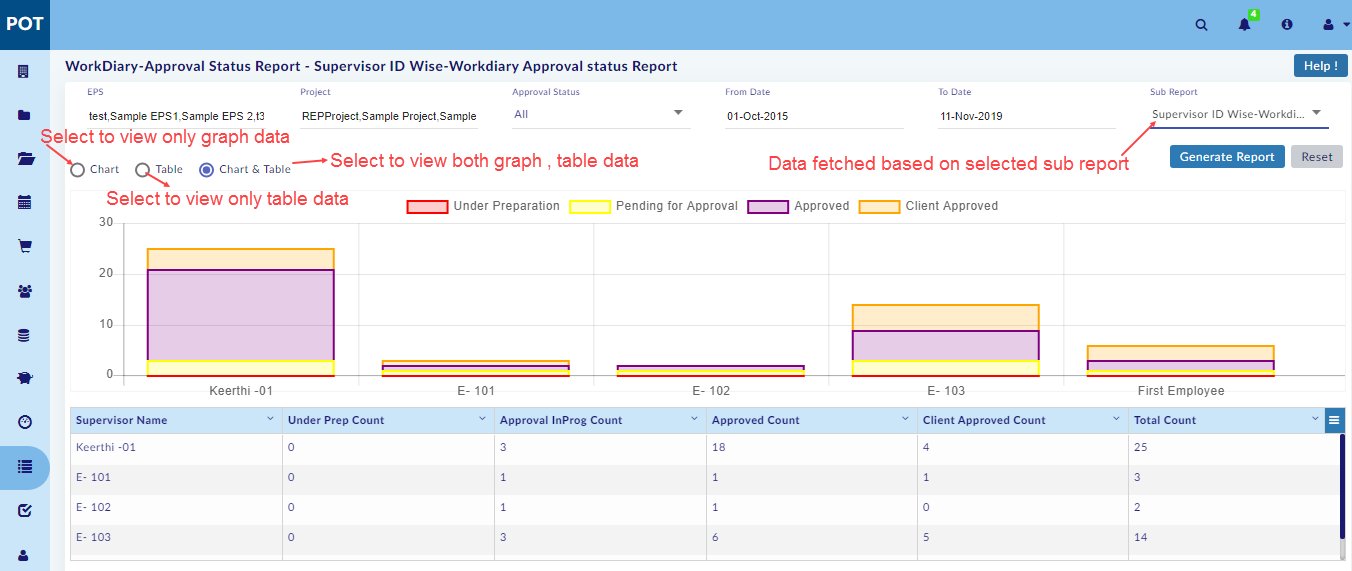 POT
4
WorkDiary-Approval Status Report - Supervisor ID Wise-Workdiary Approval status Report
Help !
EPS Project Approval Status From Date To Date Sub Report
test,Sample EPS1,Sample EPS 2,t3 REPProject,Sample Project,Sample All 01-Oct-2015 11-Nov-2019 Supervisor ID Wise-Workdi...
Select to view only graph data
Select to view both graph , table data
Data fetched based on selected sub report
Generate Report Reset
Chart Table Chart & Table
Select to view only table data
Under Preparation Pending for Approval Approved Client Approved
30
20
10
0
Keerthi -01 E- 101 E- 102 E- 103 First Employee
Supervisor Name Under Prep Count Approval InProg Count Approved Count Client Approved Count Total Count
Keerthi -01 0 3 18 4 25
E- 101 0 1 1 1 3
E- 102 0 1 1 0 2
E- 103 0 3 6 5 14